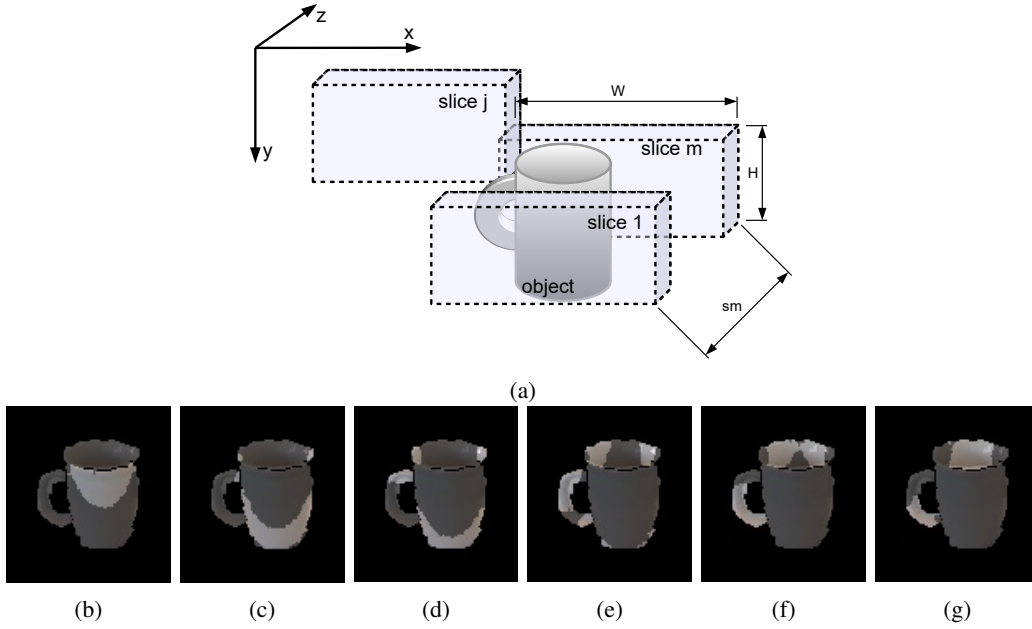 z
x
y
slice j
W
slice m
H
slice 1
object
sm
(a)
(b) (c) (d) (e) (f) (g)